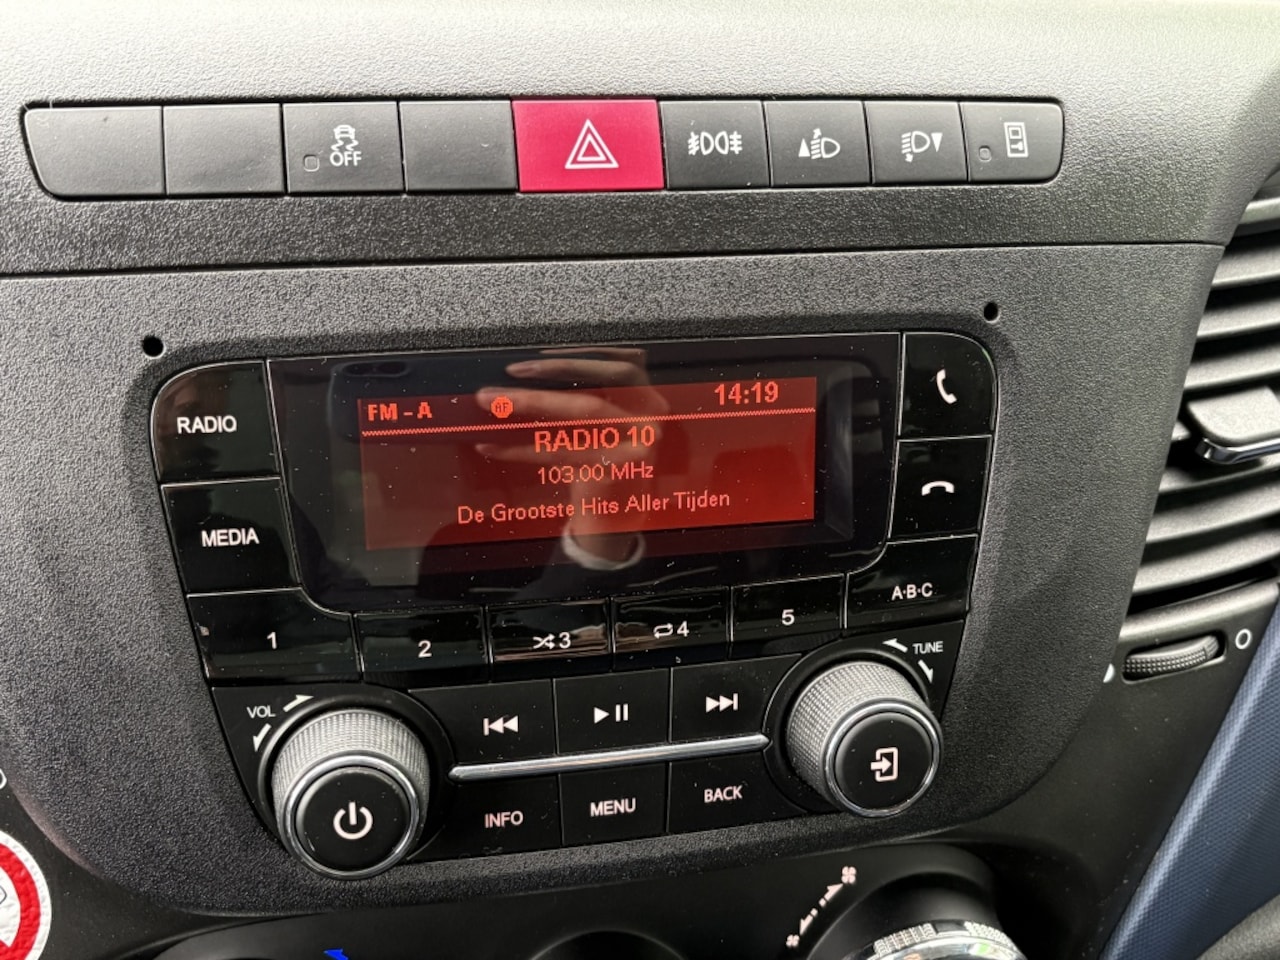 OFF
FM - A AF 14:19
RADIO 10
103.00 MHz
De Grootste Hits Aller Tijden
RADIO
MEDIA
A·B·C
1 2 3 4 5
VOL
TUNE
INFO MENU BACK